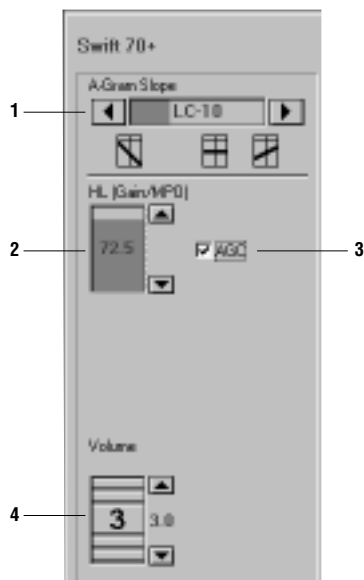 Swift 70+
A-Gram Slope
1
LC-10
HL (Gain/MPO)
2
72.5
AGC
3
Volume
4
3
3.0